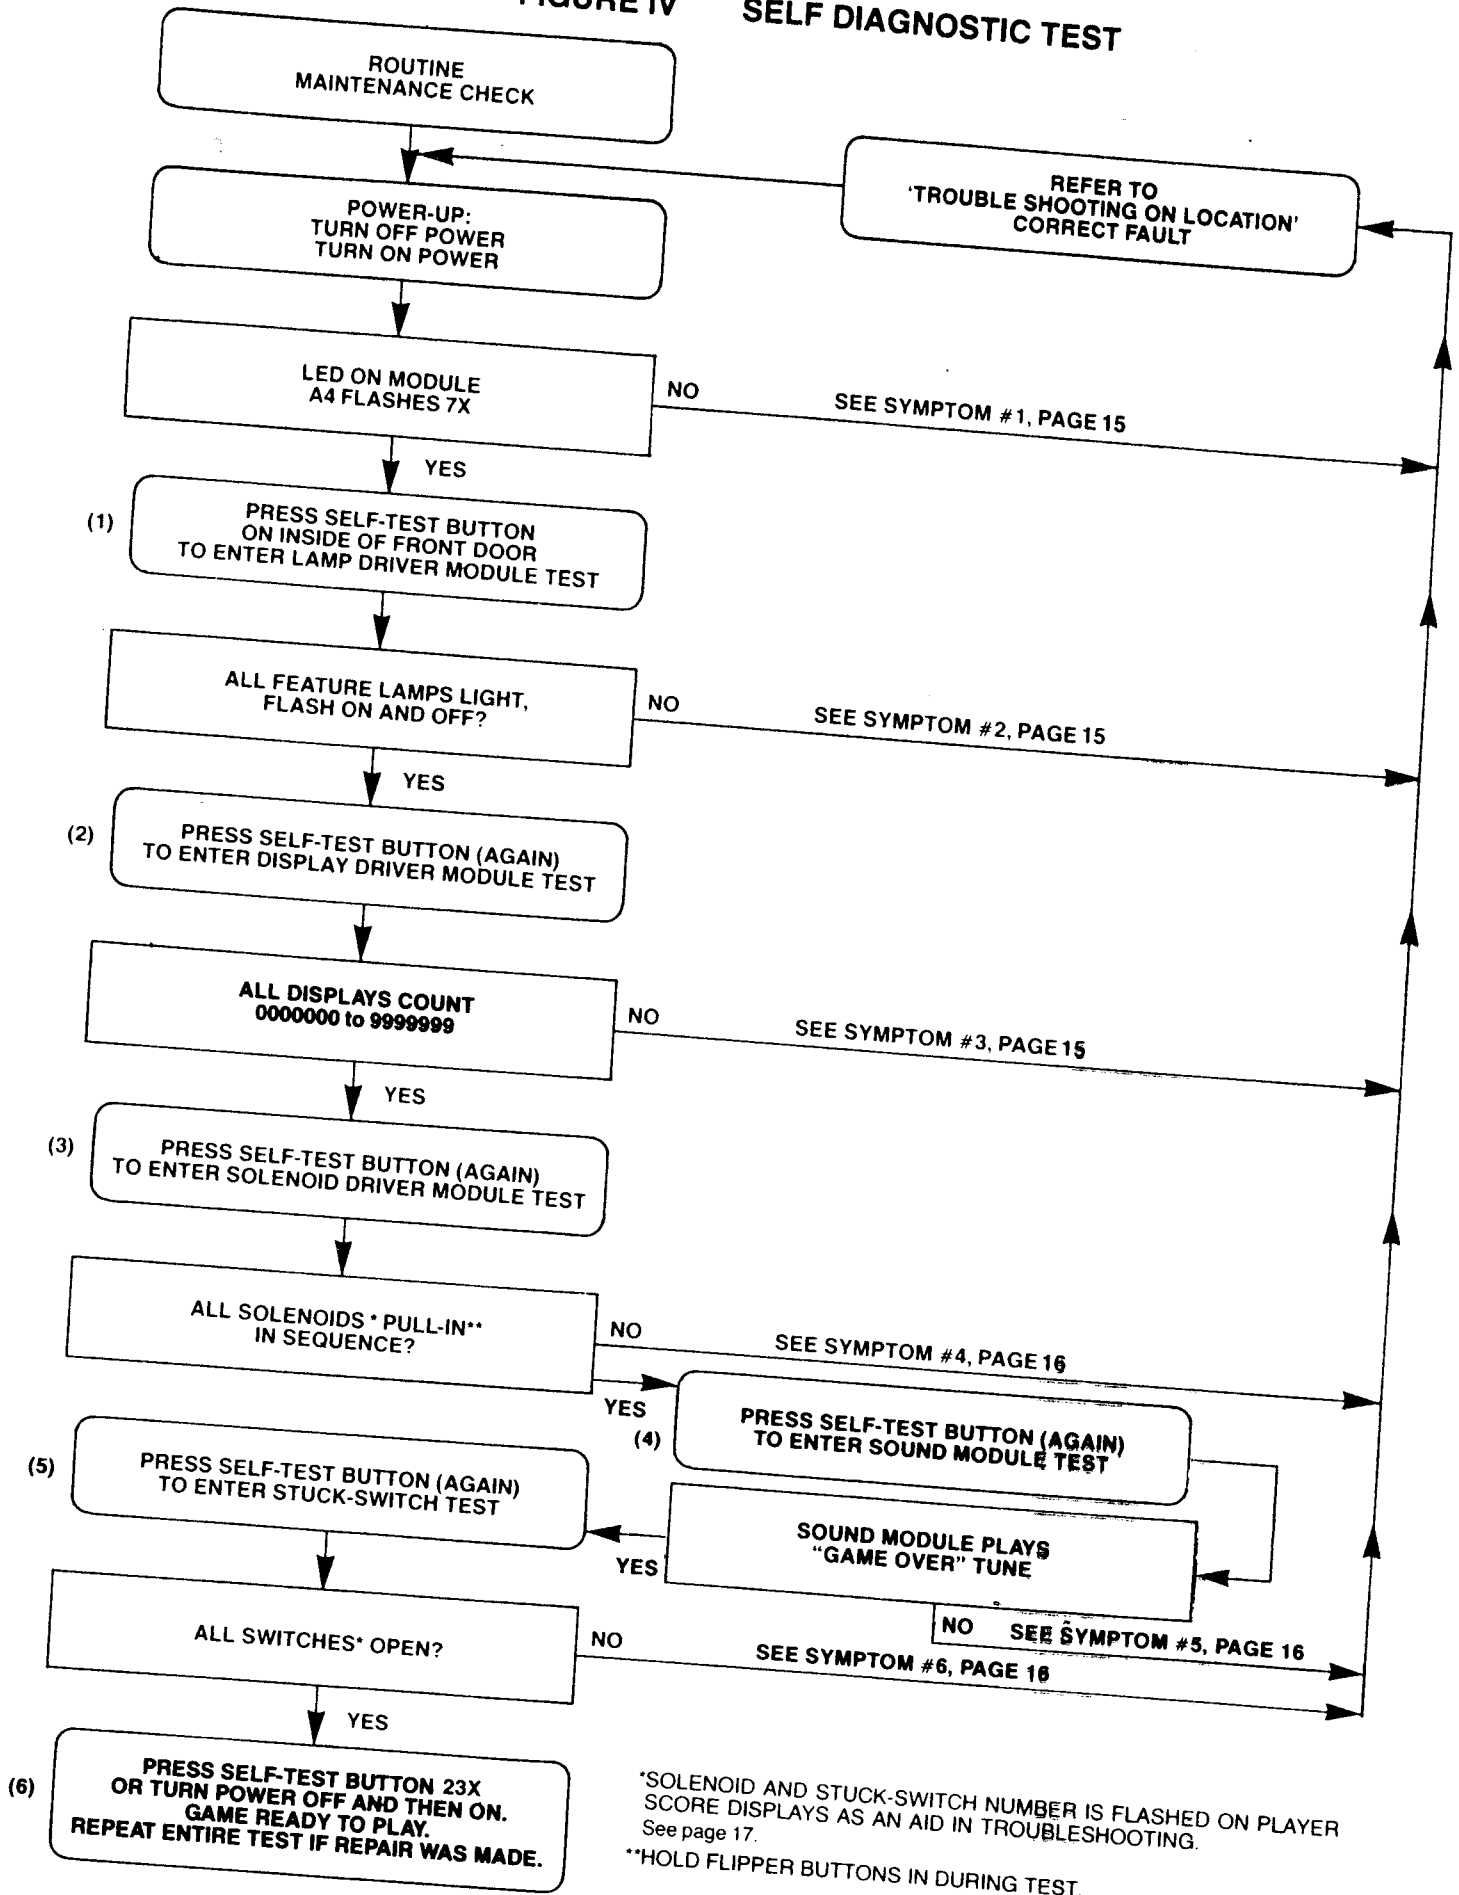 FIGURE IV SELF DIAGNOSTIC TEST
ROUTINE
MAINTENANCE CHECK
REFER TO
'TROUBLE SHOOTING ON LOCATION'
CORRECT FAULT
POWER-UP:
TURN OFF POWER
TURN ON POWER
LED ON MODULE
A4 FLASHES 7X
NO
SEE SYMPTOM #1, PAGE 15
YES
(1)
PRESS SELF-TEST BUTTON
ON INSIDE OF FRONT DOOR
TO ENTER LAMP DRIVER MODULE TEST
ALL FEATURE LAMPS LIGHT,
FLASH ON AND OFF?
NO
SEE SYMPTOM #2, PAGE 15
YES
(2)
PRESS SELF-TEST BUTTON (AGAIN)
TO ENTER DISPLAY DRIVER MODULE TEST
ALL DISPLAYS COUNT
0000000 to 9999999
NO
SEE SYMPTOM #3, PAGE 15
YES
(3)
PRESS SELF-TEST BUTTON (AGAIN)
TO ENTER SOLENOID DRIVER MODULE TEST
ALL SOLENOIDS * PULL-IN**
IN SEQUENCE?
NO
SEE SYMPTOM #4, PAGE 16
YES
(4)
PRESS SELF-TEST BUTTON (AGAIN)
TO ENTER SOUND MODULE TEST
(5)
PRESS SELF-TEST BUTTON (AGAIN)
TO ENTER STUCK-SWITCH TEST
SOUND MODULE PLAYS
"GAME OVER" TUNE
YES
NO SEE SYMPTOM #5, PAGE 16
ALL SWITCHES* OPEN?
NO
SEE SYMPTOM #6, PAGE 16
YES
(6)
PRESS SELF-TEST BUTTON 23X
OR TURN POWER OFF AND THEN ON.
GAME READY TO PLAY.
REPEAT ENTIRE TEST IF REPAIR WAS MADE.
*SOLENOID AND STUCK-SWITCH NUMBER IS FLASHED ON PLAYER
SCORE DISPLAYS AS AN AID IN TROUBLESHOOTING.
See page 17.
**HOLD FLIPPER BUTTONS IN DURING TEST.